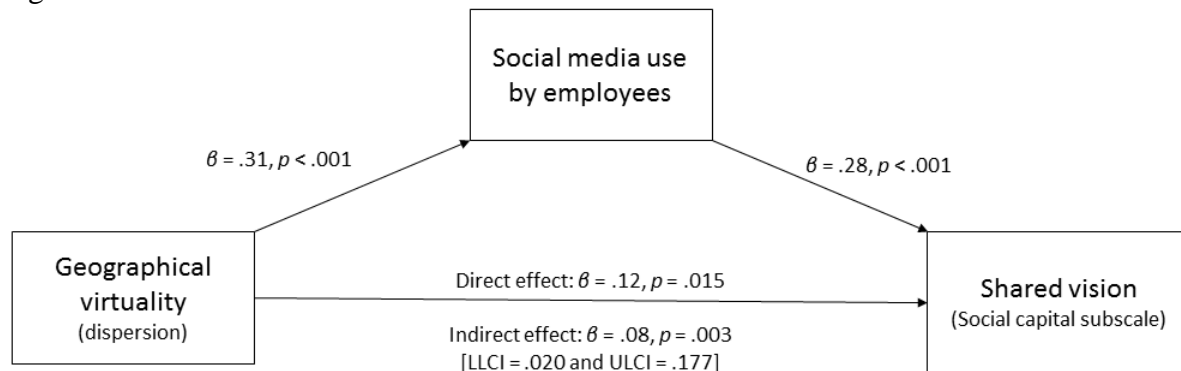 Social media use
by employees
β = .31, p < .001
β = .28, p < .001
Geographical
virtuality
(dispersion)
Direct effect: β = .12, p = .015
Indirect effect: β = .08, p = .003
[LLCI = .020 and ULCI = .177]
Shared vision
(Social capital subscale)